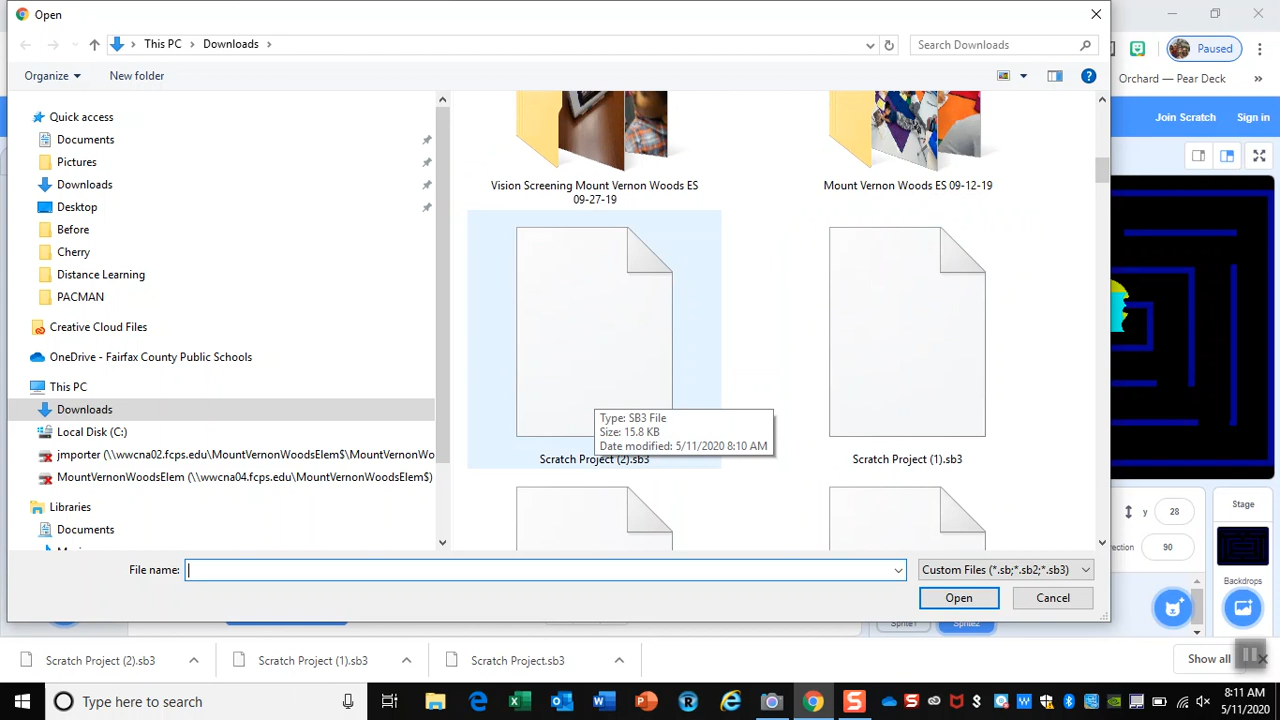 Open
This PC
Downloads
Search Downloads
Paused
Organize
New folder
Orchard — Pear Deck
»
Quick access
Documents
Pictures
Downloads
Desktop
Before
Cherry
Distance Learning
PACMAN
Creative Cloud Files
OneDrive - Fairfax County Public Schools
This PC
Downloads
Local Disk (C:)
jmporter (\\wwcna02.fcps.edu\MountVernonWoodsElem$\MountVernonWo
MountVernonWoodsElem (\\wwcna04.fcps.edu\MountVernonWoodsElem$)
Libraries
Documents
Vision Screening Mount Vernon Woods ES
09-27-19
Mount Vernon Woods ES 09-12-19
Type: SB3 File
Size: 15.8 KB
Date modified: 5/11/2020 8:10 AM
Scratch Project (2).sb3
Scratch Project (1).sb3
File name:
Custom Files (*.sb;*.sb2;*.sb3)
Open
Cancel
Join Scratch
Sign in
y
28
Stage
rection
90
Backdrops
Sprite1
Sprite2
Scratch Project (2).sb3
Scratch Project (1).sb3
Scratch Project.sb3
Show all
Type here to search
8:11 AM
5/11/2020